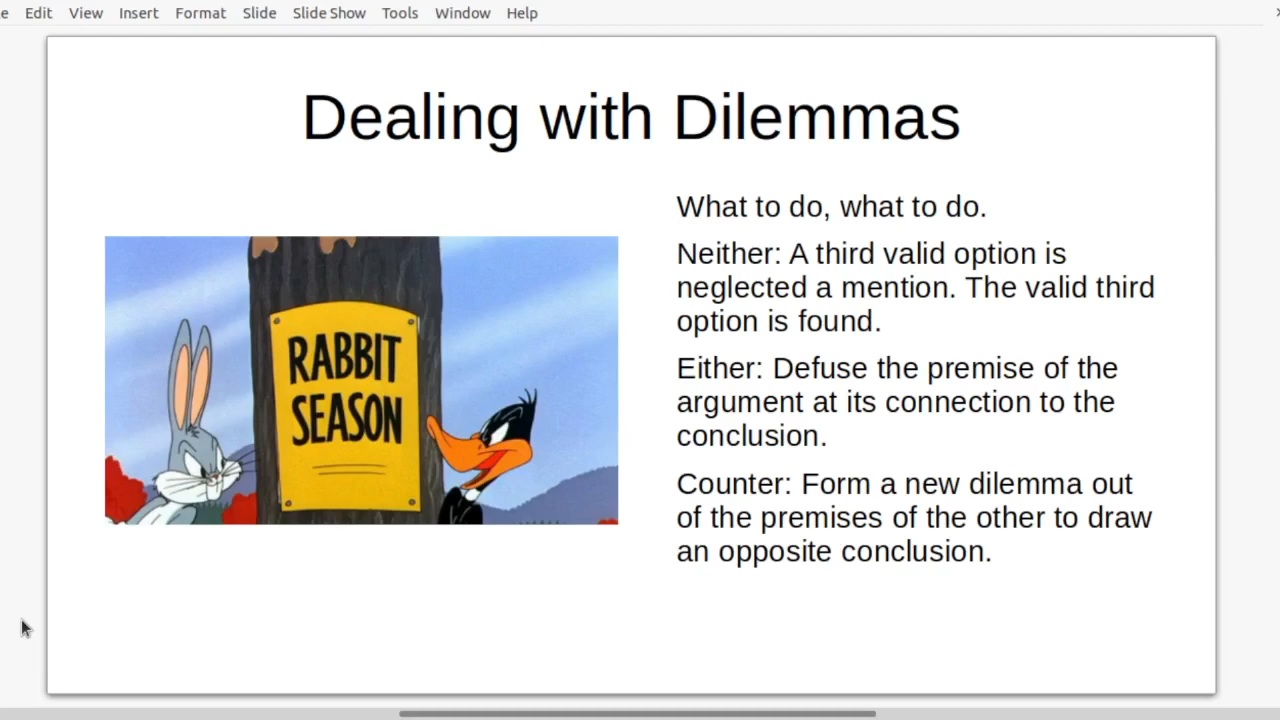 Edit View Insert Format Slide Slide Show Tools Window Help
Dealing with Dilemmas
What to do, what to do.
Neither: A third valid option is
neglected a mention. The valid third
option is found.
Either: Defuse the premise of the
argument at its connection to the
conclusion.
Counter: Form a new dilemma out
of the premises of the other to draw
an opposite conclusion.
RABBIT
SEASON